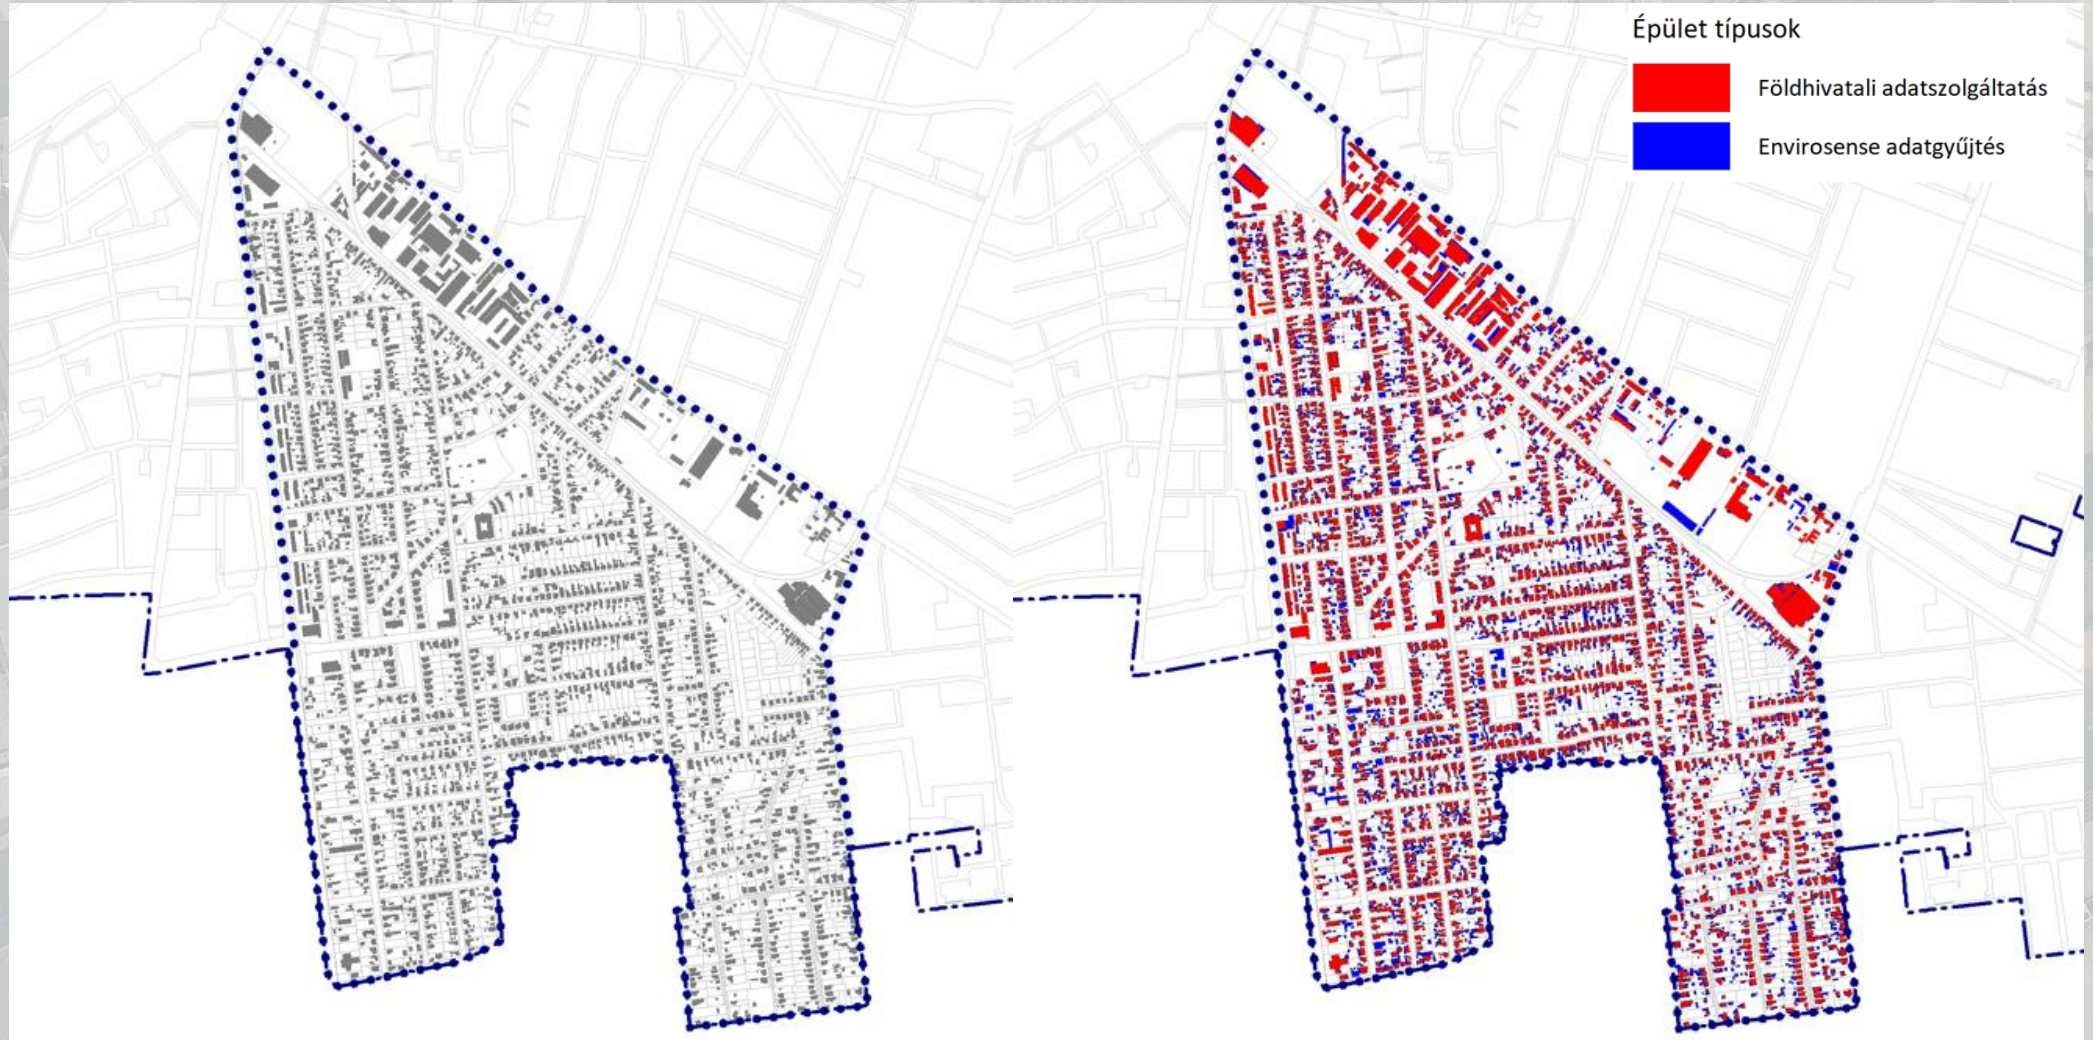 Épület típusok
Földhivatali adatszolgáltatás
Envirosense adatgyűjtés